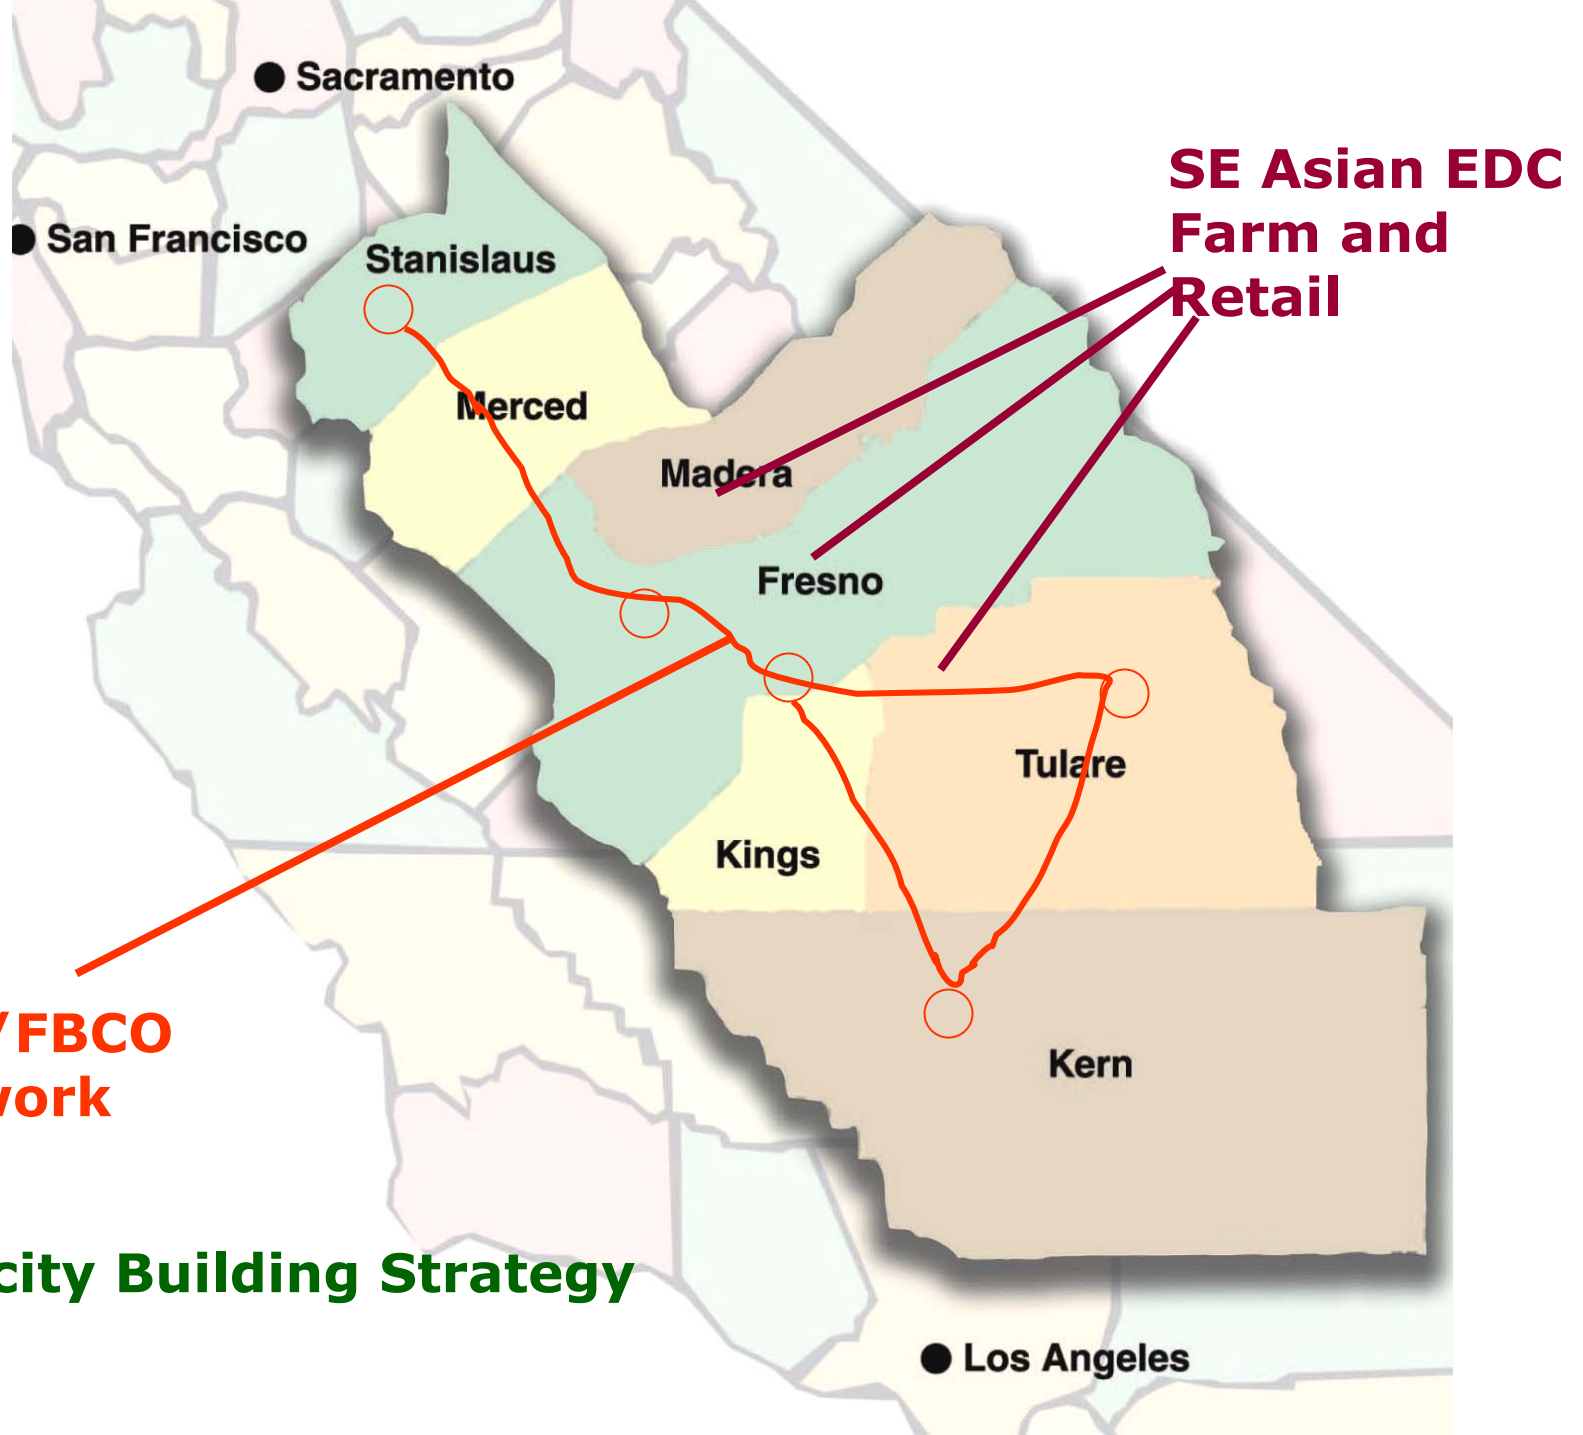 Sacramento
SE Asian EDC
Farm and
Retail
San Francisco
Stanislaus
Merced
Madera
Fresno
Tulare
Kings
/FBCO
work
Kern
city Building Strategy
Los Angeles